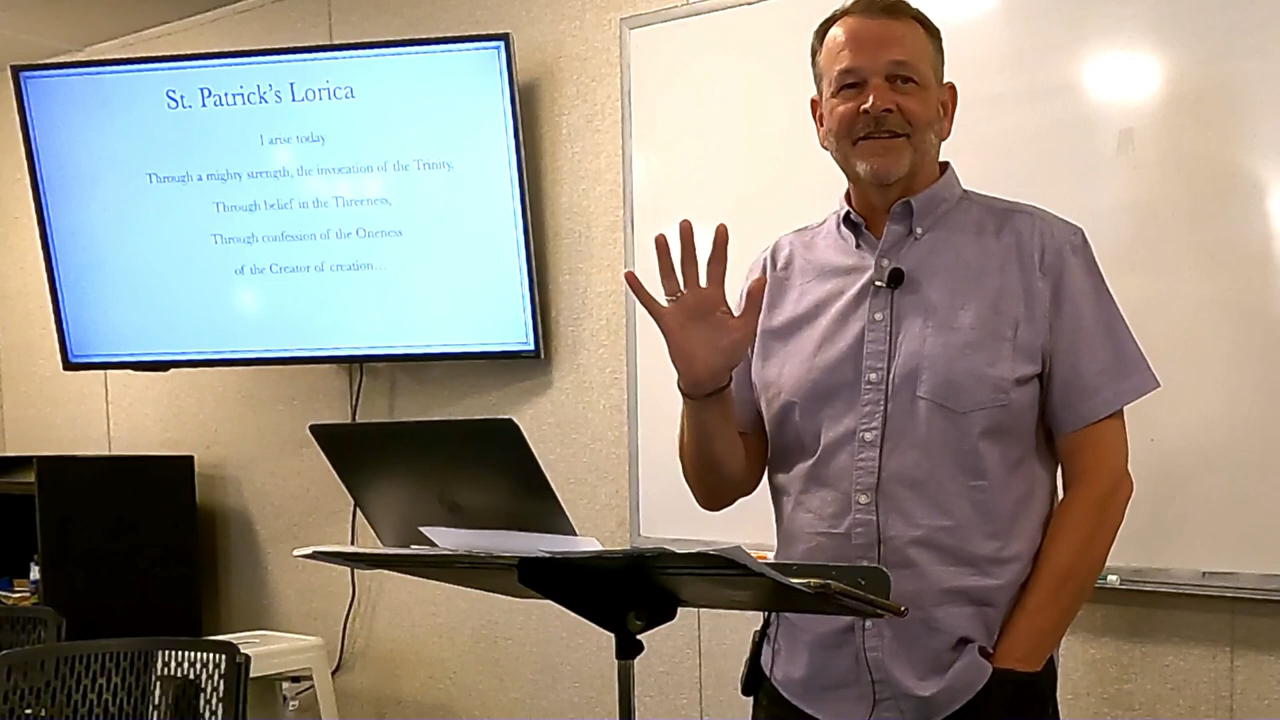 St. Patrick's Lorica
I arise today
Through a mighty strength, the invocation of the Trinity,
Through belief in the Threeness,
Through confession of the Oneness
of the Creator of creation...